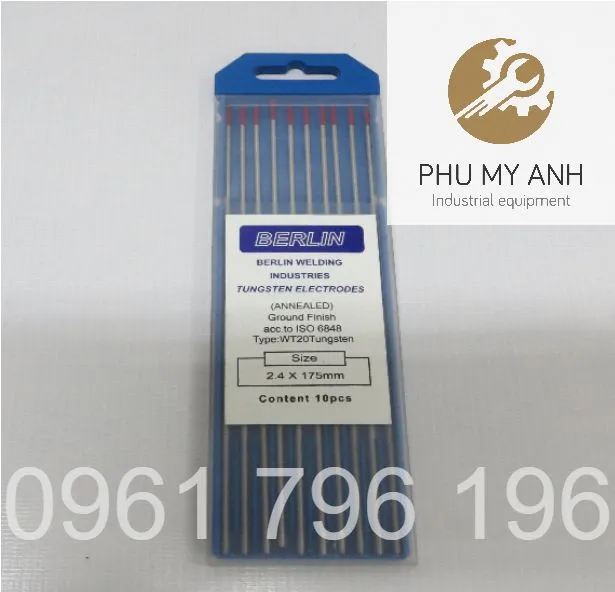 PHU MY ANH
Industrial equipment
BERLIN
BERLIN WELDING
INDUSTRIES
TUNGSTEN ELECTRODES
(ANNEALED)
Ground Finish
acc.to ISO 6848
Type:WT20Tungsten
Size
2.4 X 175mm
Content 10pcs
0961 796 196